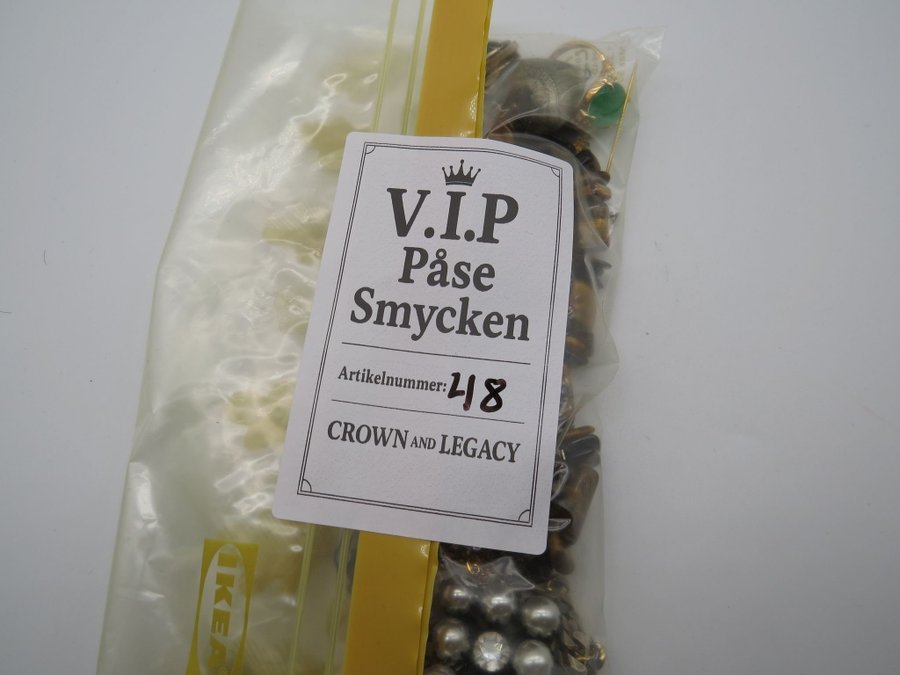 V.I.P
Påse
Smycken
Artikelnummer: 48
CROWN AND LEGACY
IKEA